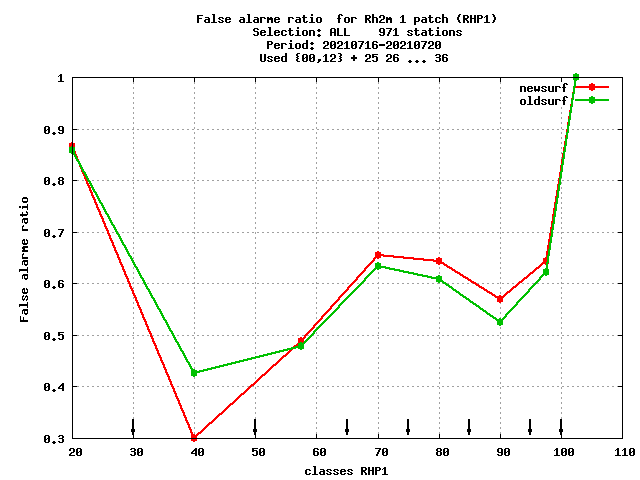 False alarme ratio  for Rh2m 1 patch (RHP1)
Selection: ALL    971 stations
Period: 20210716-20210720
Used {00,12} + 25 26 ... 36
newsurf
oldsurf
1
0.9
0.8
0.7
0.6
0.5
0.4
0.3
False alarme ratio
20 30 40 50 60 70 80 90 100 110
classes RHP1